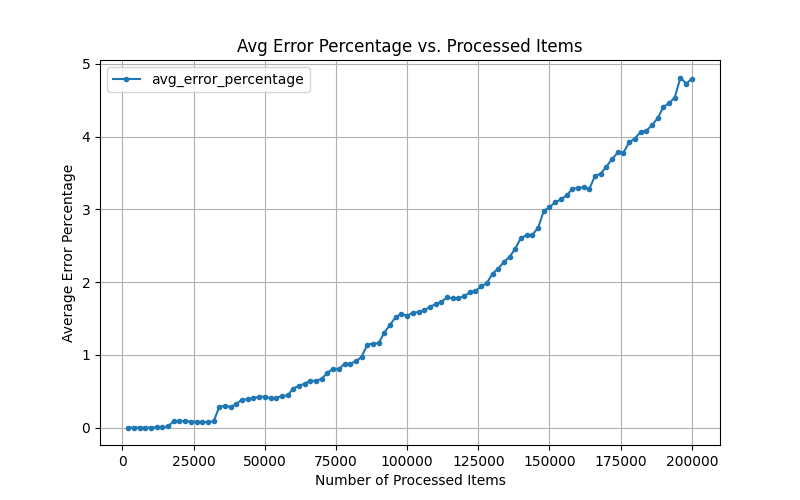 Avg Error Percentage vs. Processed Items
avg_error_percentage
Average Error Percentage
5
4
3
2
1
0
0 25000 50000 75000 100000 125000 150000 175000 200000
Number of Processed Items